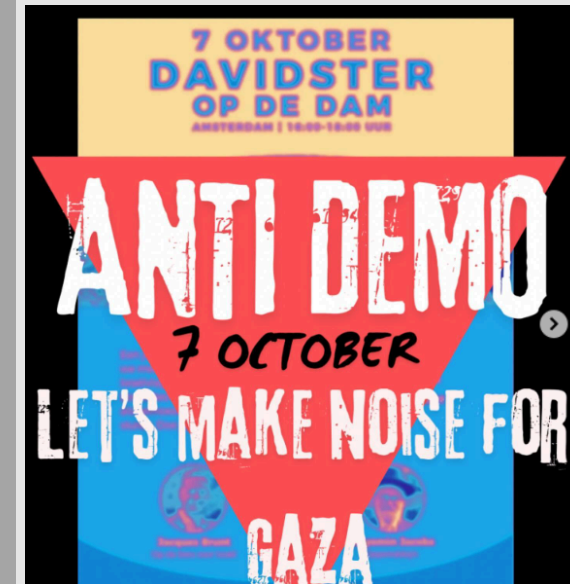 7 OKTOBER
DAVIDSTER
OP DE DAM
AMSTERDAM | 16:00-18:00 UUR
ANTI DEMO
7 OCTOBER
LET'S MAKE NOISE FOR
GAZA